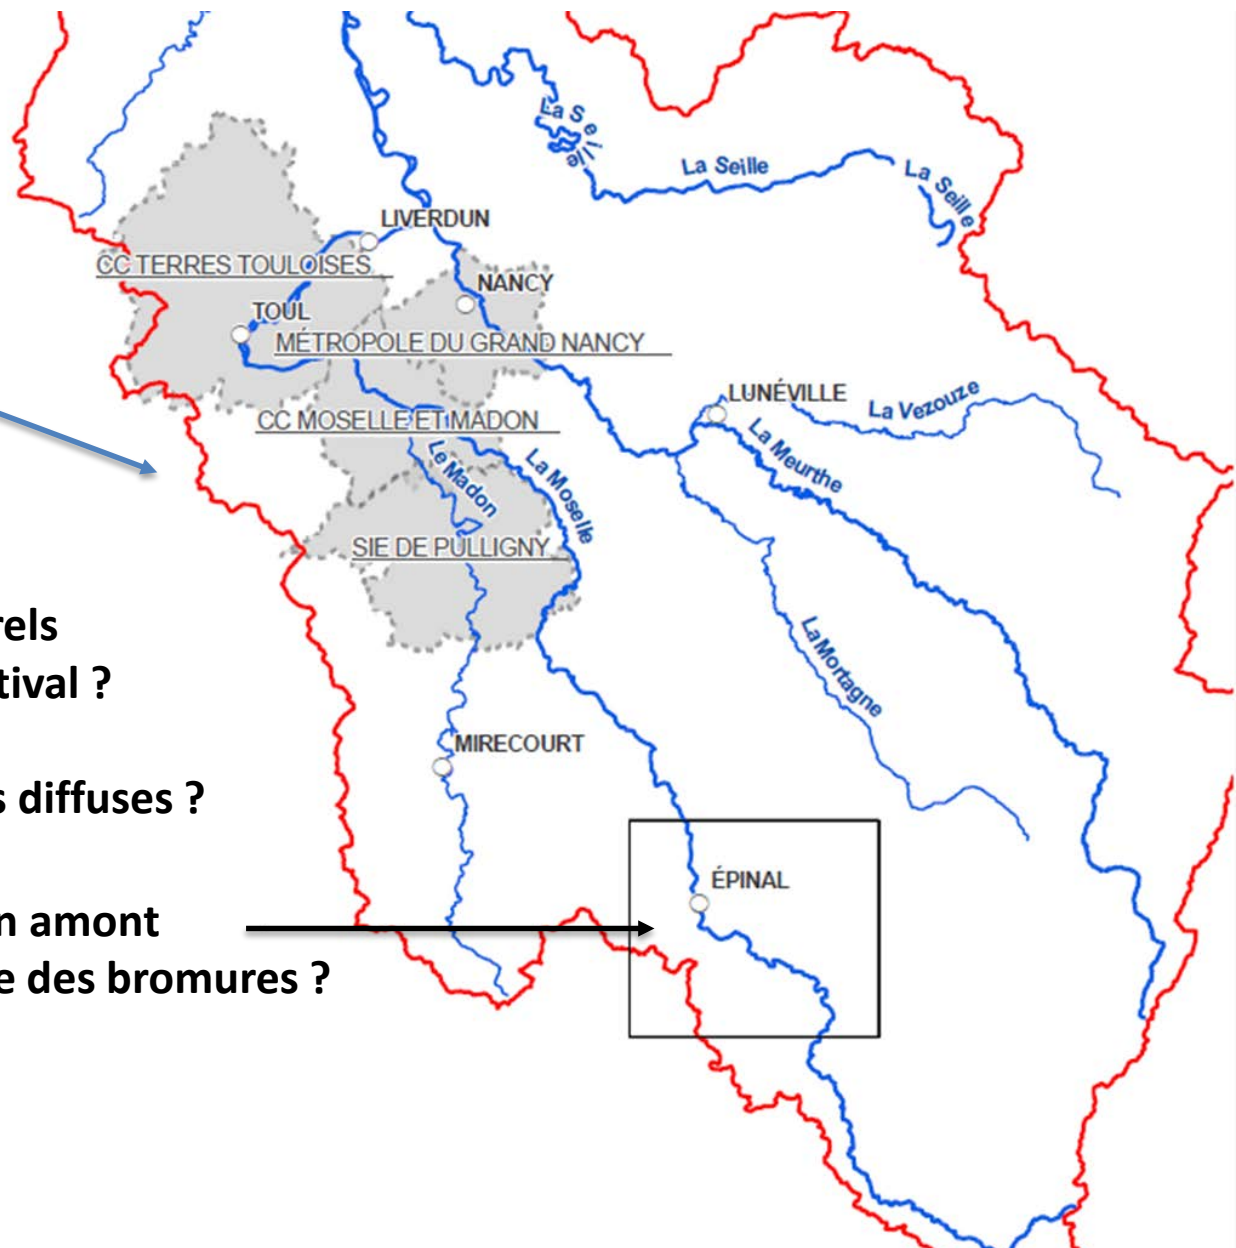 La Seille
La Seille
La Seille
LIVERDUN
CC TERRES TOULOISES
NANCY
TOUL
MÉTROPOLE DU GRAND NANCY
LUNÉVILLE
La Vezouze
CC MOSELLE ET MADON
La Meurthe
Le Madon
La Moselle
SIE DE PULLIGNY
rels
tival ?
La Mortagne
MIRECOURT
s diffuses ?
ÉPINAL
n amont
e des bromures ?